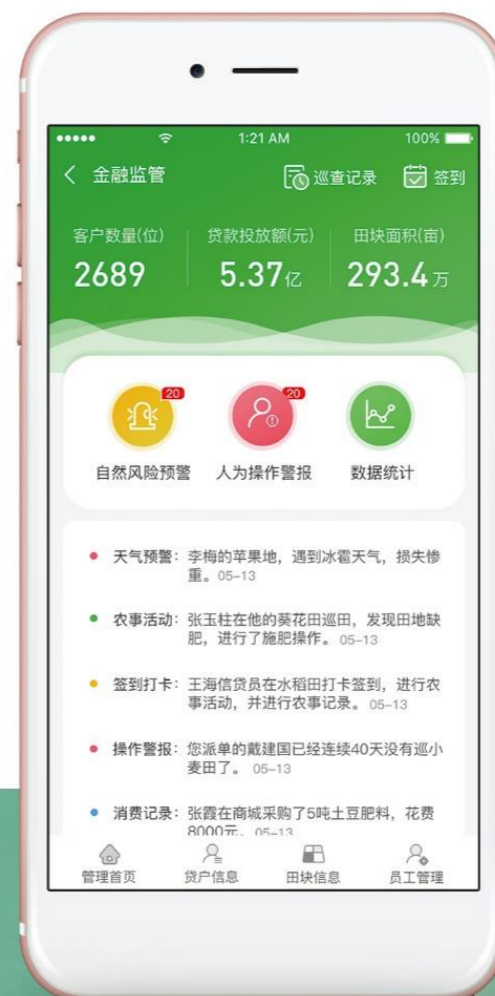 1:21 AM 100%
金融监管 巡查记录 签到
客户数量(位) 贷款投放额(元) 田块面积(亩)
2689 5.37亿 293.4万
20 20
自然风险预警 人为操作警报 数据统计
天气预警：李梅的苹果地，遇到冰雹天气，损失惨
重。05-13
农事活动：张玉柱在他的葵花田巡田，发现田地缺
肥，进行了施肥操作。05-13
签到打卡：王海信贷员在水稻田打卡签到，进行农
事活动，并进行农事记录。05-13
操作警报：您派单的戴建国已经连续40天没有巡小
麦田了。 05-13
消费记录：张霞在商城采购了5吨土豆肥料，花费
8000元。05-13
管理首页 贷户信息 田块信息 员工管理